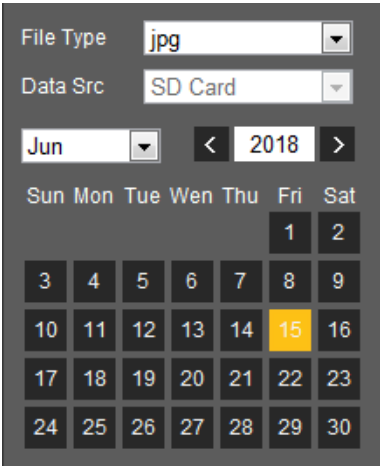 File Type jpg
Data Src SD Card
Jun < 2018 >
Sun Mon Tue Wen Thu Fri Sat
1 2
3 4 5 6 7 8 9
10 11 12 13 14 15 16
17 18 19 20 21 22 23
24 25 26 27 28 29 30